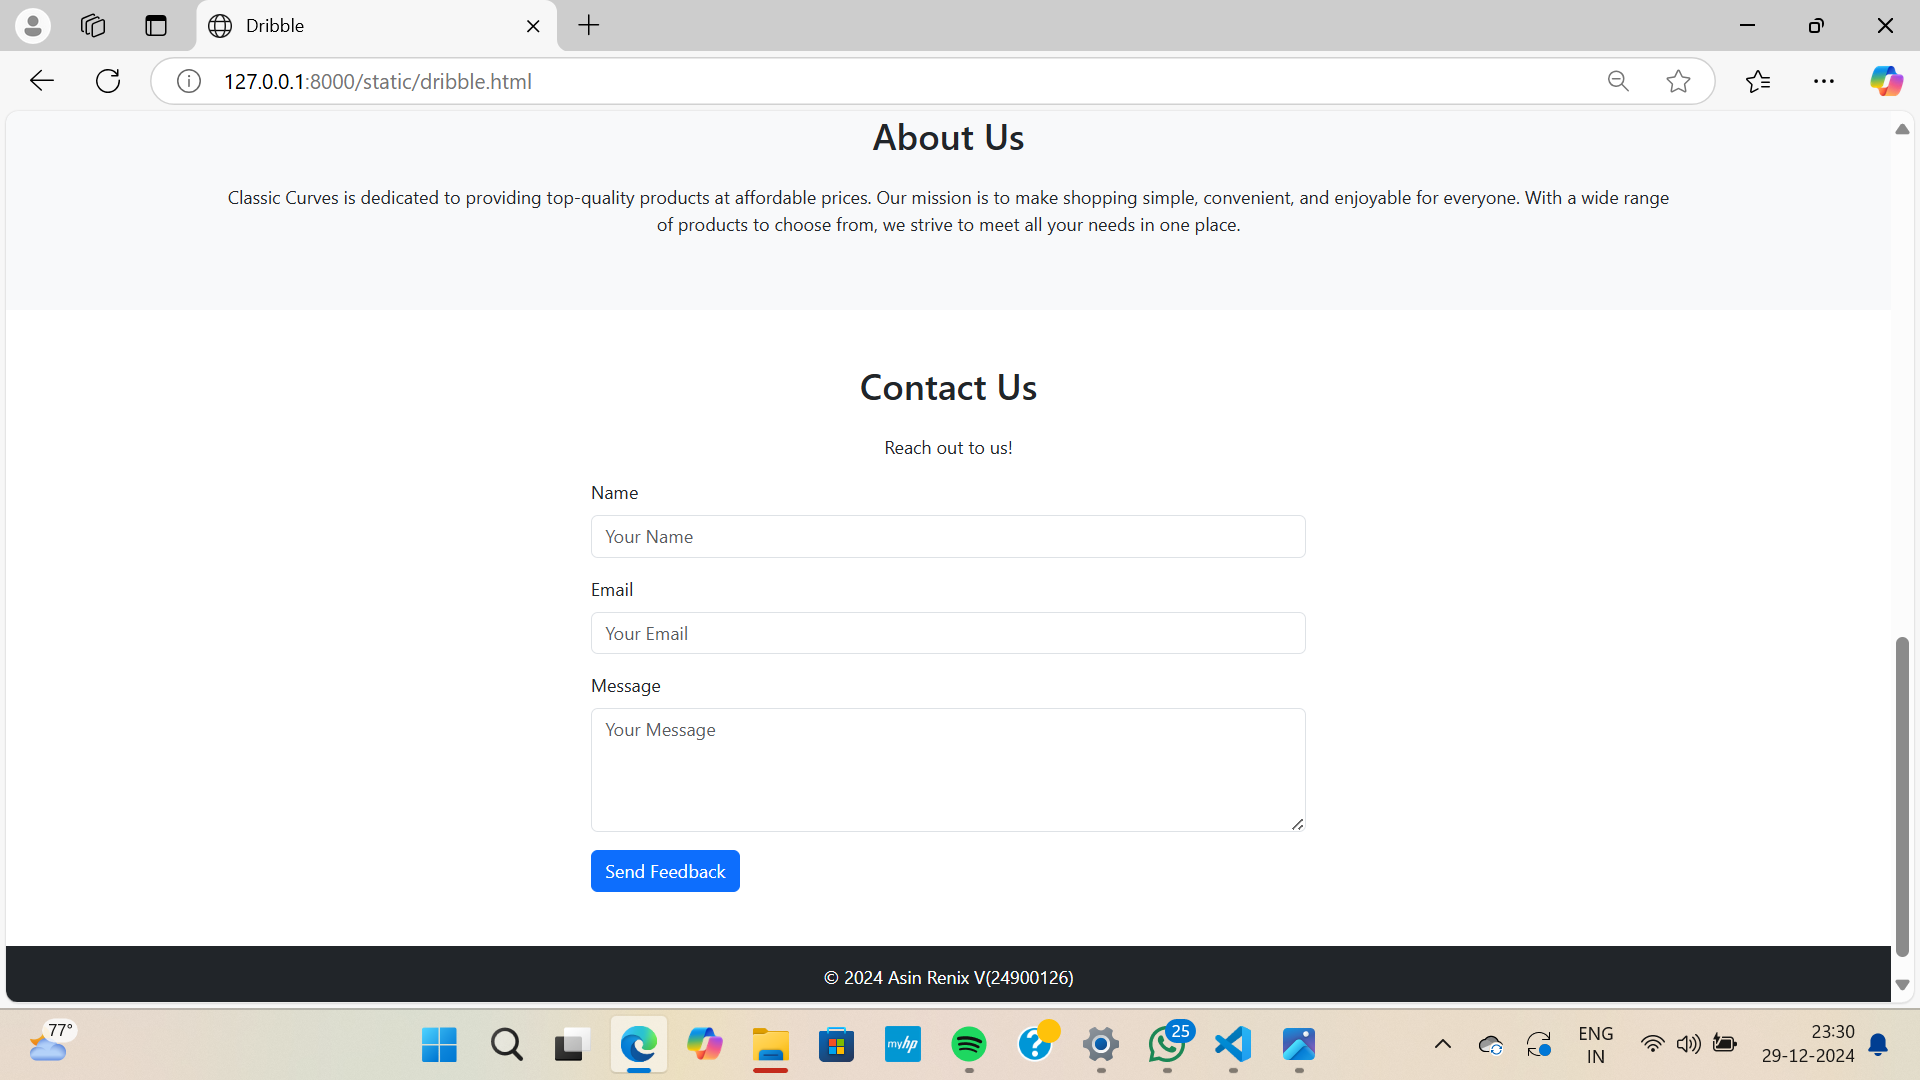 Dribble
127.0.0.1:8000/static/dribble.html
About Us
Classic Curves is dedicated to providing top-quality products at affordable prices. Our mission is to make shopping simple, convenient, and enjoyable for everyone. With a wide range
of products to choose from, we strive to meet all your needs in one place.
Contact Us
Reach out to us!
Name
Your Name
Email
Your Email
Message
Your Message
Send Feedback
© 2024 Asin Renix V(24900126)
77°
myhp
25
ENG
IN
23:30
29-12-2024